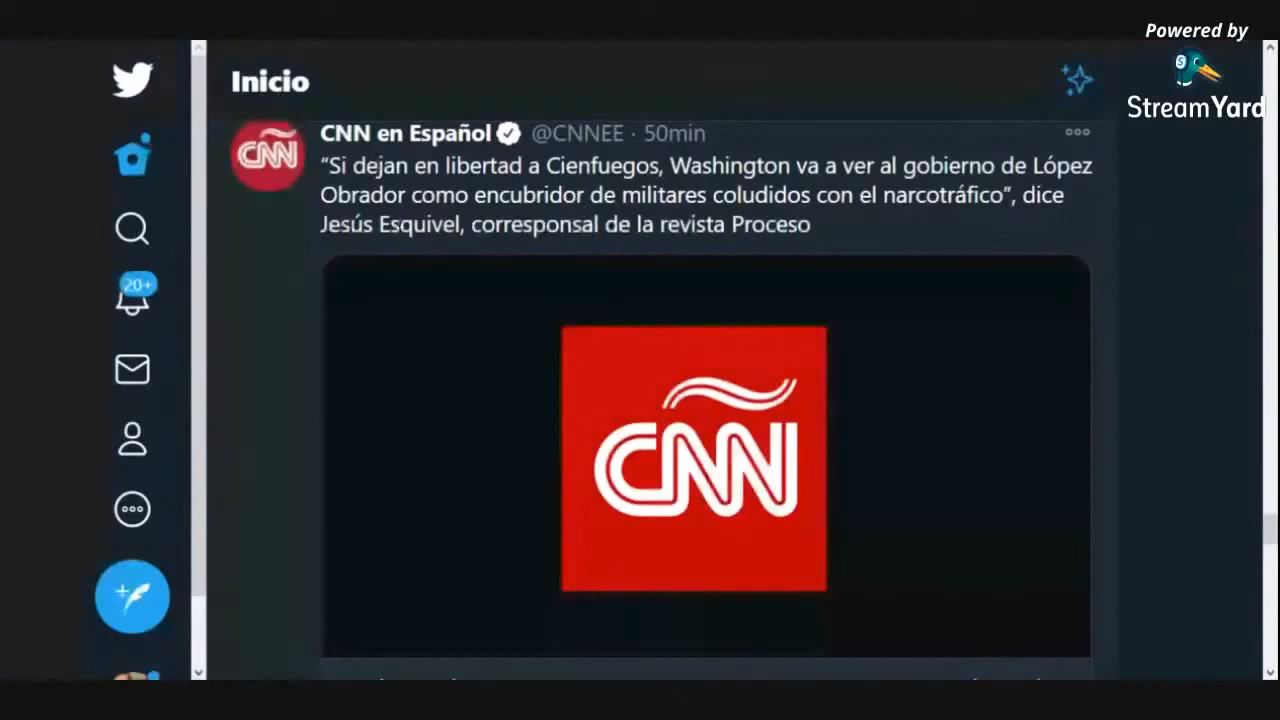 Powered by
StreamYard
Inicio
CNN en Español @CNNEE · 50min
“Si dejan en libertad a Cienfuegos, Washington va a ver al gobierno de López
Obrador como encubridor de militares coludidos con el narcotráfico”, dice
Jesús Esquivel, corresponsal de la revista Proceso
20+
CNN
CNN